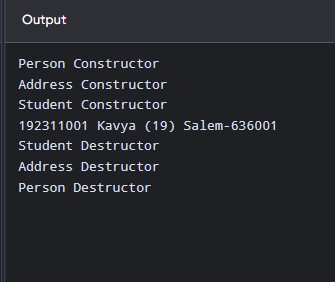 Output
Person Constructor
Address Constructor
Student Constructor
192311001 Kavya (19) Salem-636001
Student Destructor
Address Destructor
Person Destructor